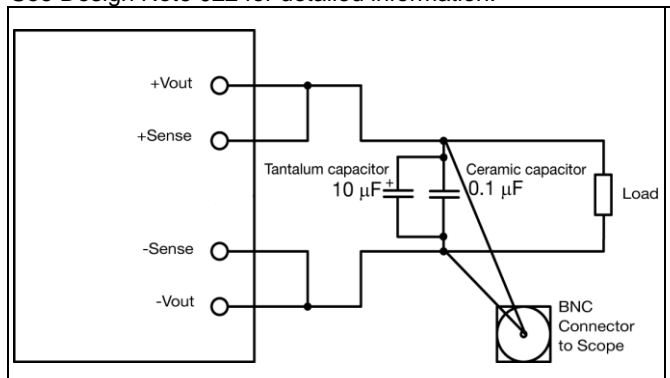 +Vout
+Sense
Tantalum capacitor
10 μF
+
Ceramic capacitor
0.1 μF
Load
-Sense
-Vout
BNC
Connector
to Scope